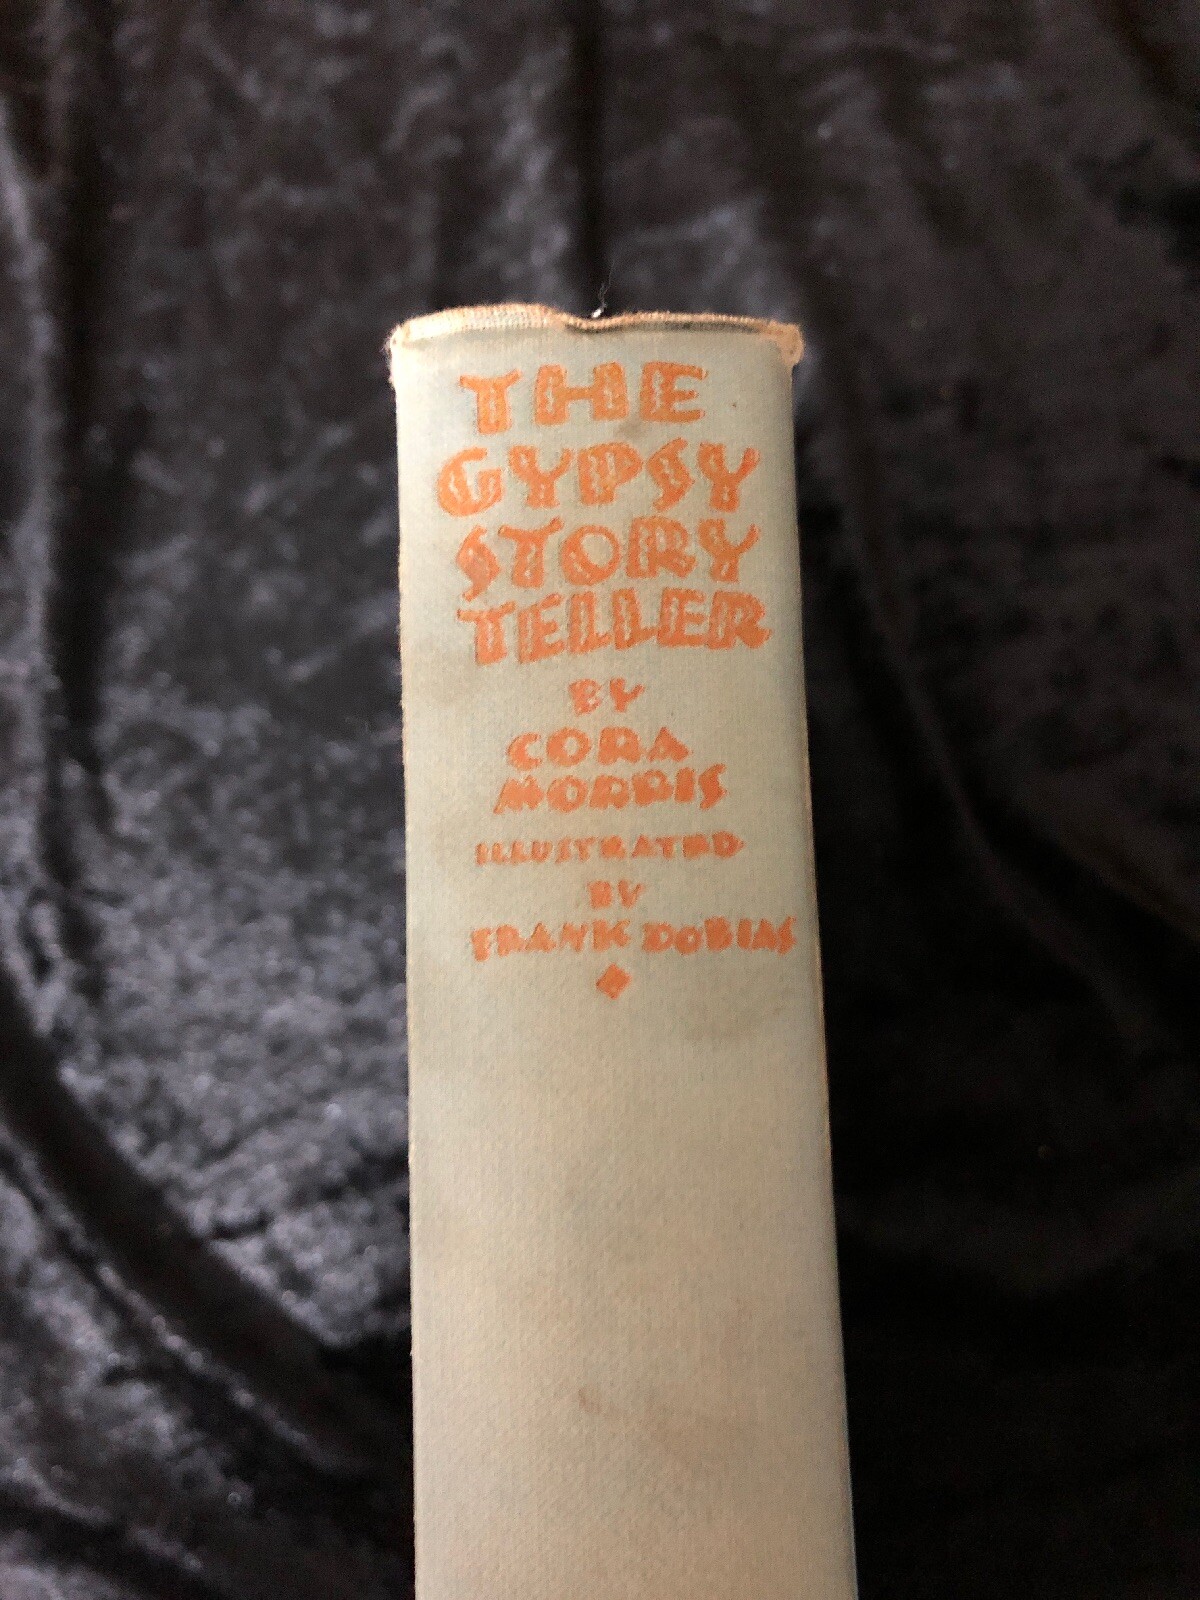 THE
GYPSY
STORY
TELLER
BY
CORA
MORRIS
ILLUSTRATED
BY
FRANK DOBIAS